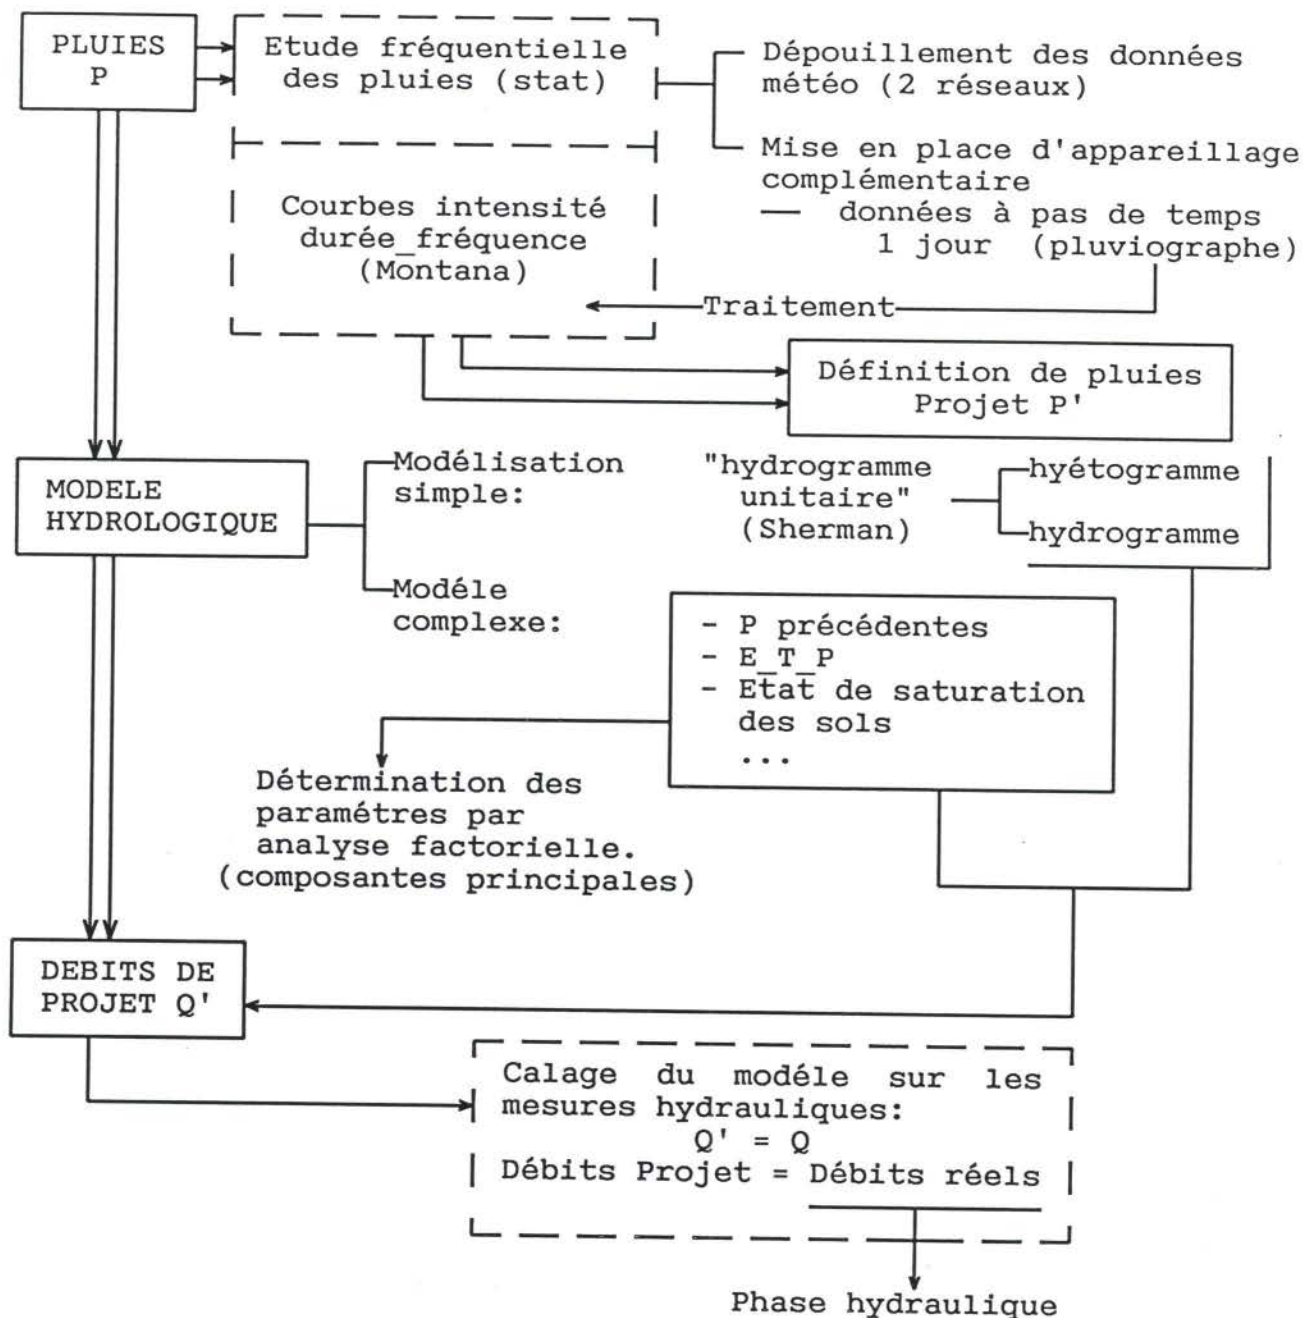 PLUIES
P
Etude fréquentielle
des pluies (stat)
Dépouillement des données
météo (2 réseaux)
Mise en place d'appareillage
complémentaire
— données à pas de temps
1 jour (pluviographe)
Courbes intensité
durée_fréquence
(Montana)
Traitement
Définition de pluies
Projet P'
MODELE
HYDROLOGIQUE
Modélisation
simple:
"hydrogramme
unitaire"
(Sherman)
hyétogramme
hydrogramme
Modéle
complexe:
- P précédentes
- E_T_P
- Etat de saturation
des sols
...
Détermination des
paramétres par
analyse factorielle.
(composantes principales)
DEBITS DE
PROJET Q'
Calage du modéle sur les
mesures hydrauliques:
Q' = Q
Débits Projet = Débits réels
Phase hydraulique